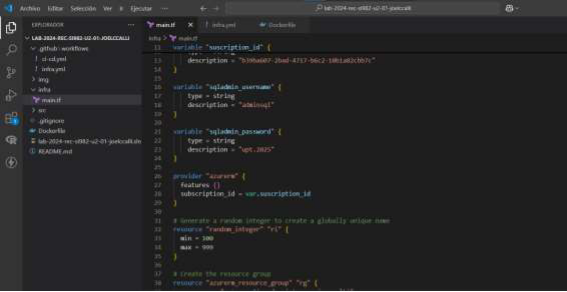 Archivo Editar Selección Ver Ir Ejecutar ···
lab-2024-rec-si982-u2-01-joelccalli
EXPLORADOR
LAB-2024-REC-SI982-U2-01-JOELCCALLI
.github\workflows
ci-cd.yml
infra.yml
img
infra
main.tf
src
.gitignore
Dockerfile
lab-2024-rec-si982-u2-01-joelccalli.sln
README.md
main.tf × infra.yml Dockerfile
infra > main.tf
11 variable "suscription_id" {
13 description =
14 }
15
16 variable "sqladmin_username" {
17 type = string
18 description = "adminsql"
19 }
20
21 variable "sqladmin_password" {
22 type = string
23 description = "upt.2025"
24 }
25
26 provider "azurerm" {
27 features {}
28 subscription_id = var.suscription_id
29 }
30
31 # Generate a random integer to create a globally unique name
32 resource "random_integer" "ri" {
33 min = 100
34 max = 999
35 }
36
37 # Create the resource group
38 resource "azurerm_resource_group" "rg" {